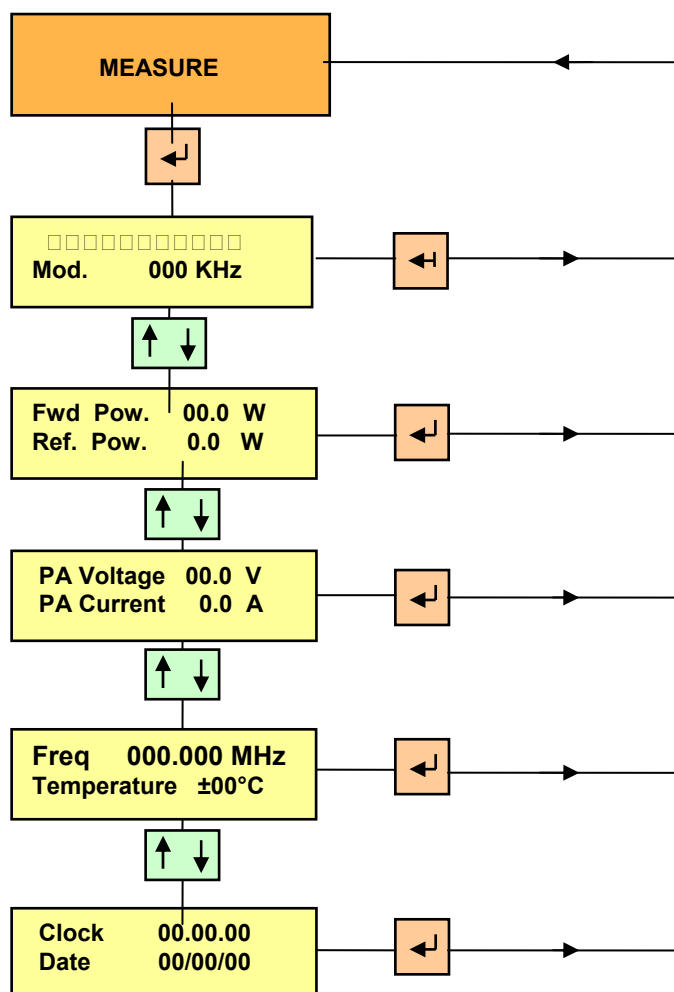 MEASURE
□□□□□□□□□□□
Mod. 000 KHz
Fwd Pow. 00.0 W
Ref. Pow. 0.0 W
PA Voltage 00.0 V
PA Current 0.0 A
Freq 000.000 MHz
Temperature ±00°C
Clock 00.00.00
Date 00/00/00